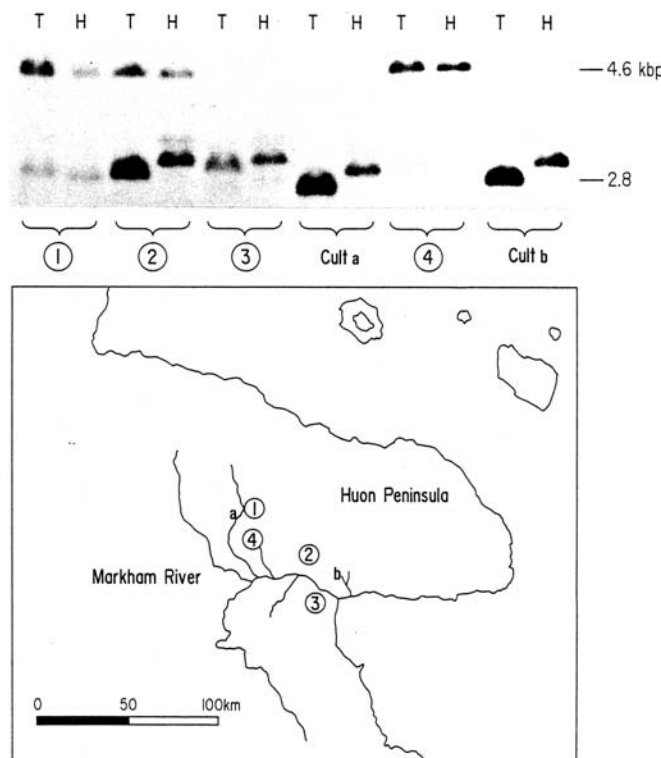 T H T H T H T H T H T H
4.6 kbp
2.8
① ② ③ Cult a ④ Cult b
Huon Peninsula
a ①
④
②
Markham River
b
③
0 50 100km